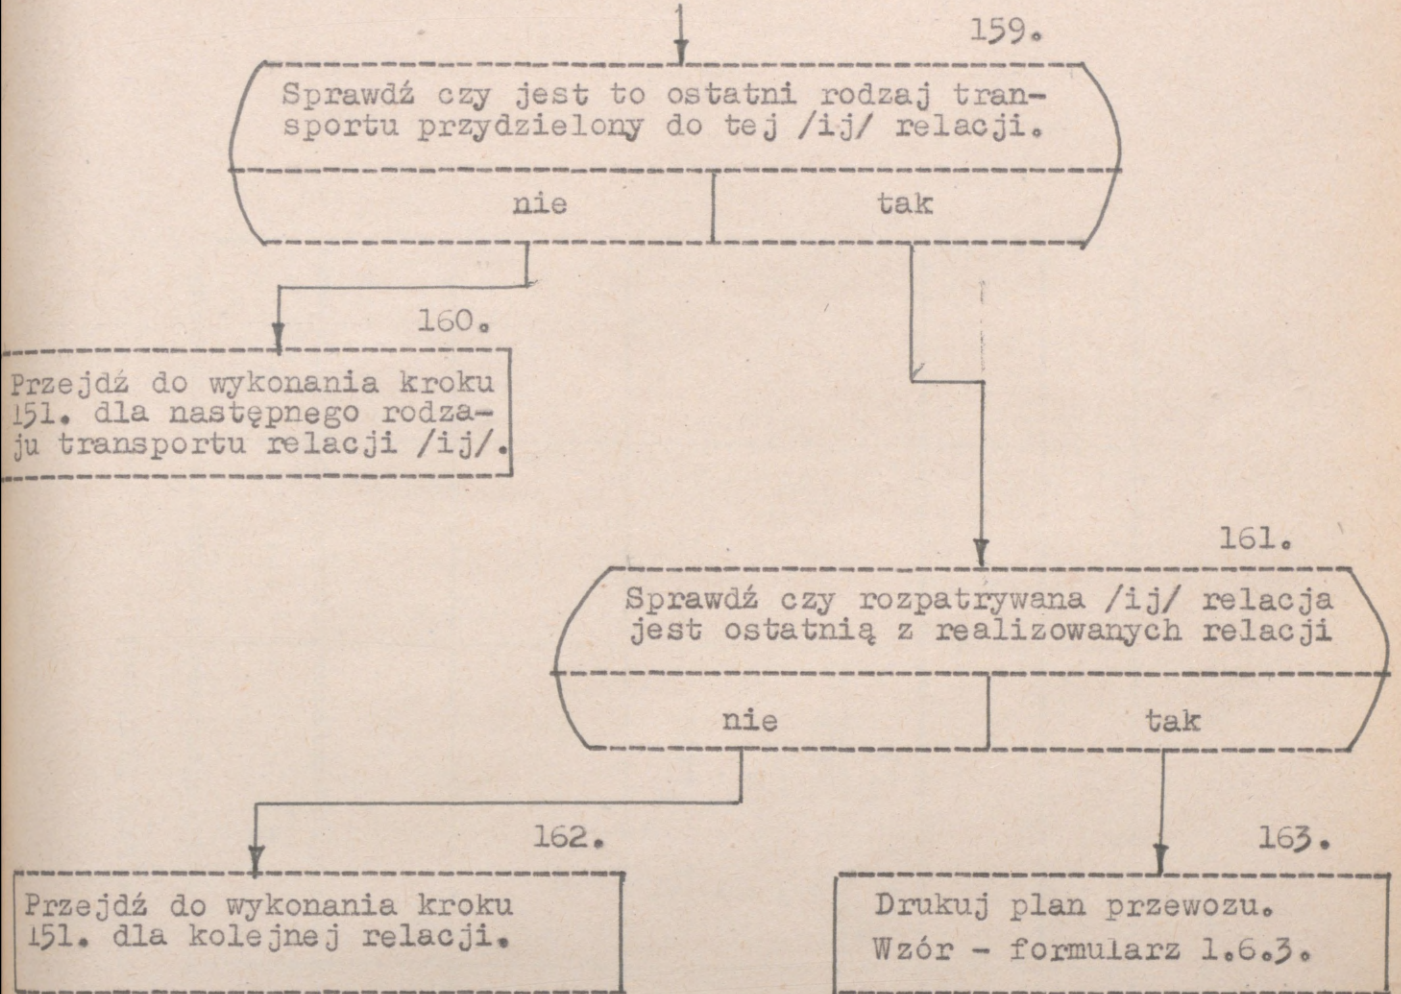 159.
Sprawdź czy jest to ostatni rodzaj tran-
sportu przydzielony do tej /ij/ relacji.
nie
tak
160.
Przejdź do wykonania kroku
151. dla następnego rodza-
ju transportu relacji /ij/.
161.
Sprawdź czy rozpatrywana /ij/ relacja
jest ostatnią z realizowanych relacji
nie
tak
162.
Przejdź do wykonania kroku
151. dla kolejnej relacji.
163.
Drukuj plan przewozu.
Wzór - formularz 1.6.3.